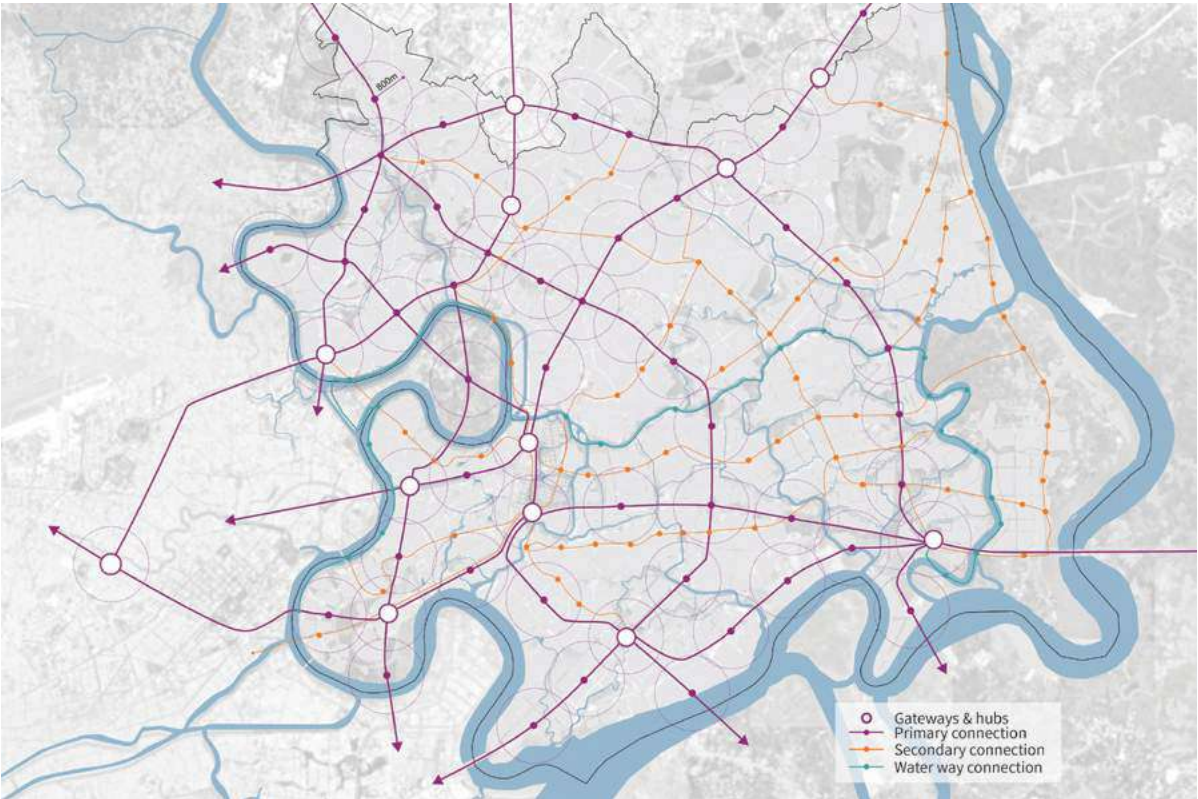 800m
Gateways & hubs
Primary connection
Secondary connection
Water way connection